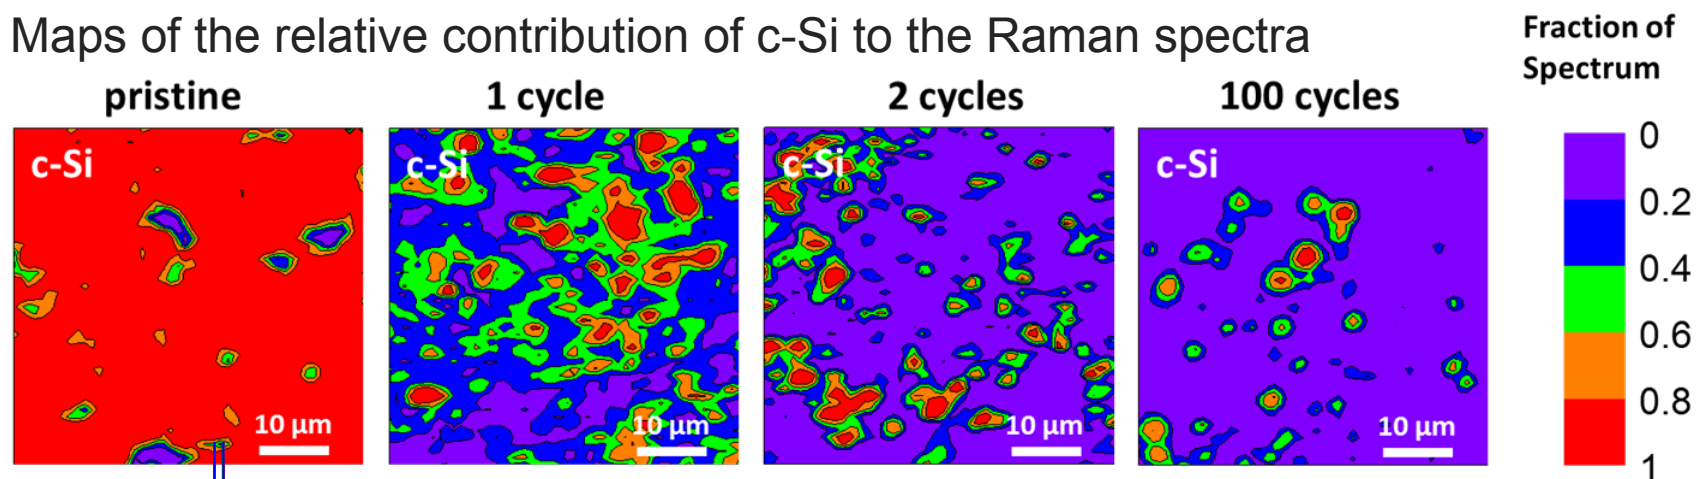 Maps of the relative contribution of c-Si to the Raman spectra
Fraction of
Spectrum
pristine
1 cycle
2 cycles
100 cycles
c-Si
c-Si
c-Si
c-Si
10 µm
10 µm
10 µm
10 µm
0
0.2
0.4
0.6
0.8
1